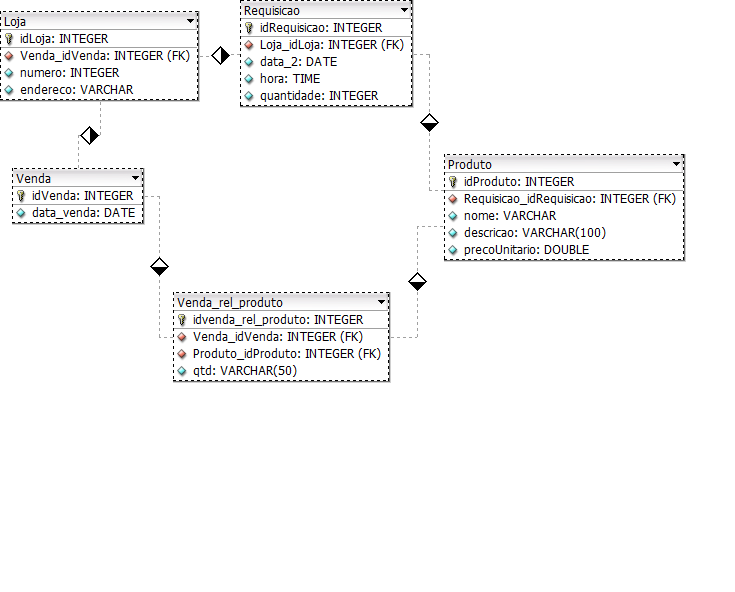 Loja
idLoja: INTEGER
Venda_idVenda: INTEGER (FK)
numero: INTEGER
endereco: VARCHAR
Requisicao
idRequisicao: INTEGER
Loja_idLoja: INTEGER (FK)
data_2: DATE
hora: TIME
quantidade: INTEGER
Produto
idProduto: INTEGER
Requisicao_idRequisicao: INTEGER (FK)
nome: VARCHAR
descricao: VARCHAR(100)
precoUnitario: DOUBLE
Venda
idVenda: INTEGER
data_venda: DATE
Venda_rel_produto
idvenda_rel_produto: INTEGER
Venda_idVenda: INTEGER (FK)
Produto_idProduto: INTEGER (FK)
qtd: VARCHAR(50)